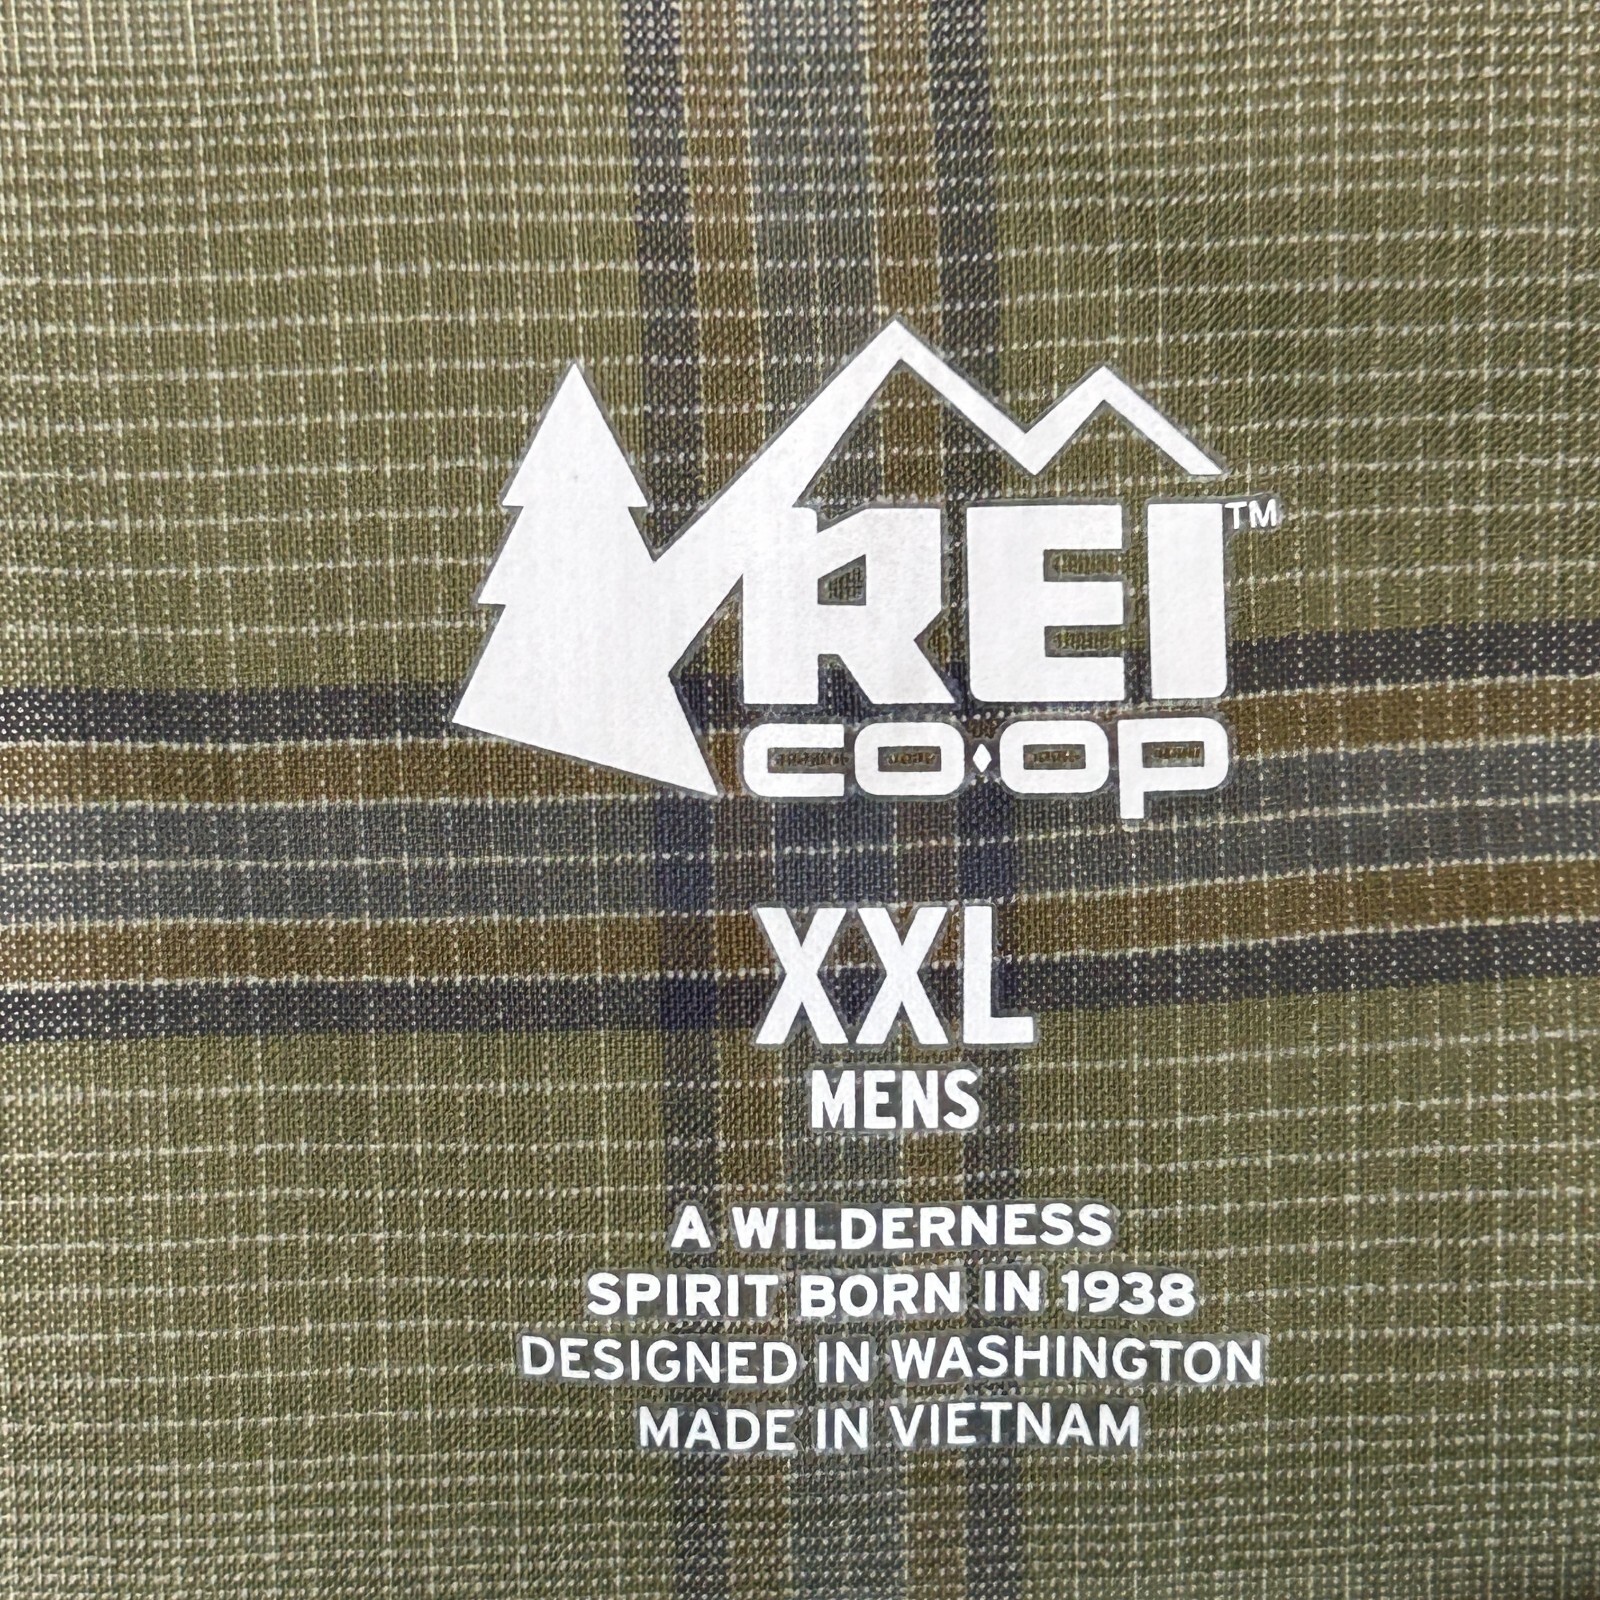 REI™
CO·OP
XXL
MENS
A WILDERNESS
SPIRIT BORN IN 1938
DESIGNED IN WASHINGTON
MADE IN VIETNAM